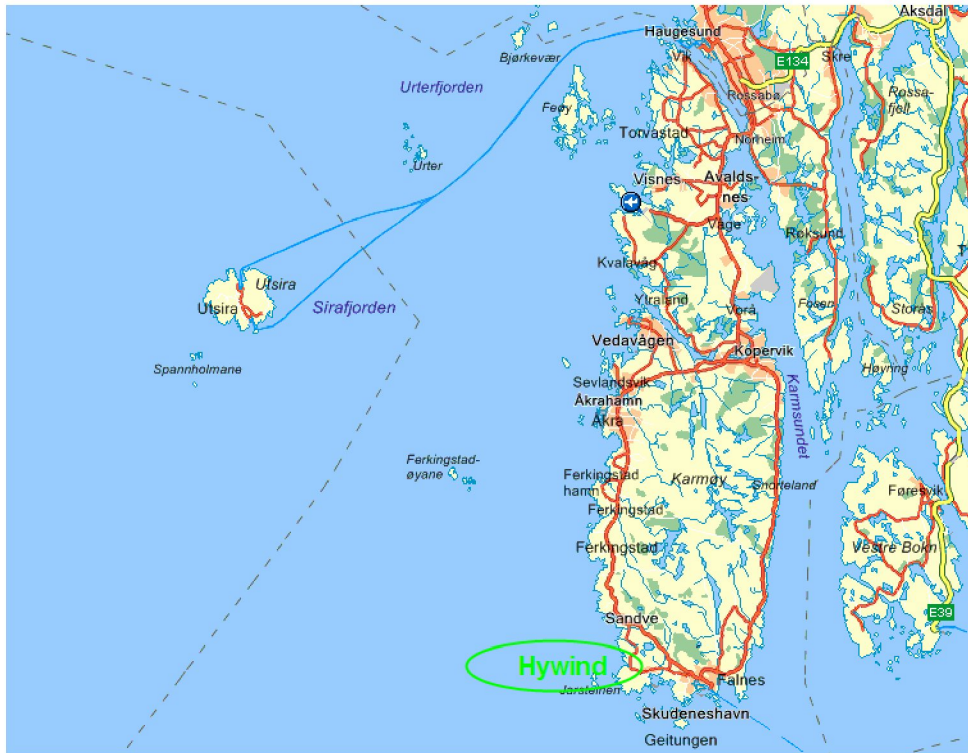 Aksdal
Haugesund
Bjørkevær
Vik
E134
Skre
Urterfjorden
Rossabø
Rossa-
fjell
Feøy
Torvastad
Norheim
Urter
Visnes
Avalds-
nes
Våge
Roksund
Kvalavåg
Utsira
Ytraland
Fosen
Utsira
Sirafjorden
Vorå
Storås
Vedavågen
Kopervik
Spannholmane
Høyning
Sevlandsvik
Åkrahamn
Karmsundet
Åkra
Ferkingstad-
øyane
Ferkingstad
hamn
Karmøy
Snorteland
Føresvik
Ferkingstad
Ferkingstad
Vestre Bokn
E39
Sandve
Hywind
Falnes
Jarsteinen
Skudeneshavn
Geitungen